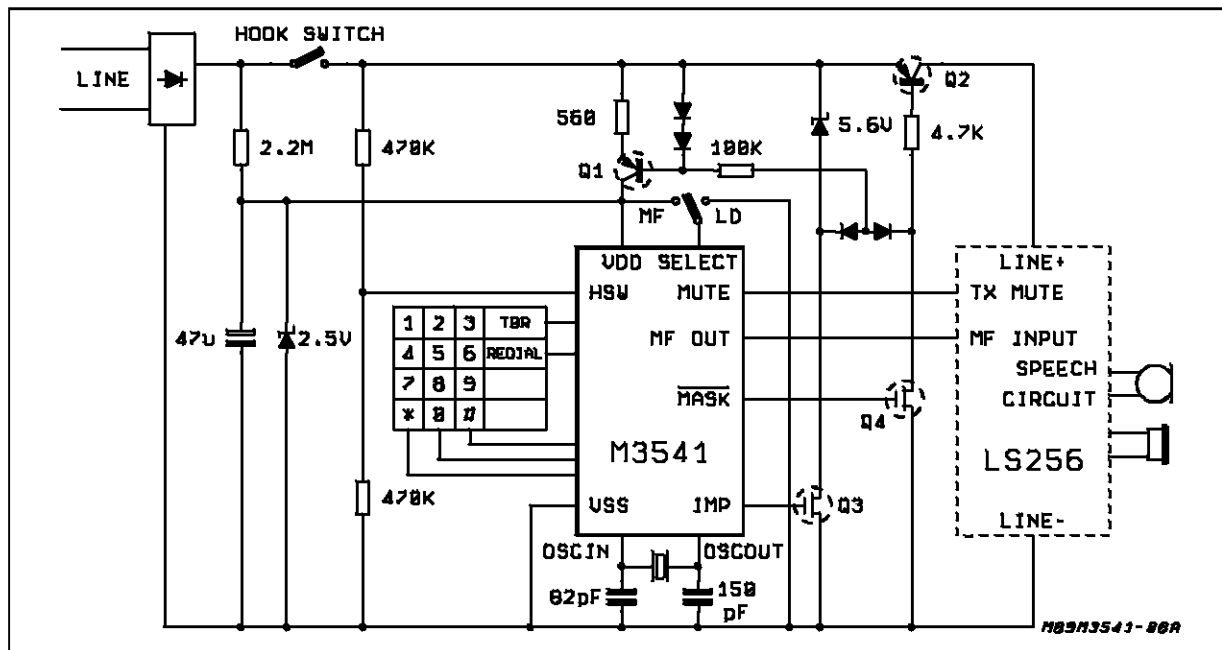 HOOK SWITCH
LINE
Q2
560
5.6V
4.7K
2.2M
470K
100K
Q1
MF
LD
VDD
SELECT
LINE+
HSW
MUTE
TX MUTE
1 2 3 TBR
47u
2.5V
4 5 6 REDIAL
MF OUT
MF INPUT
7 8 9
SPEECH
CIRCUIT
MASK
* 0 #
Q4
M3541
LS256
470K
VSS
IMP
Q3
LINE-
OSCIN
OSCOUT
82pF
150
pF
M89M3541-06A